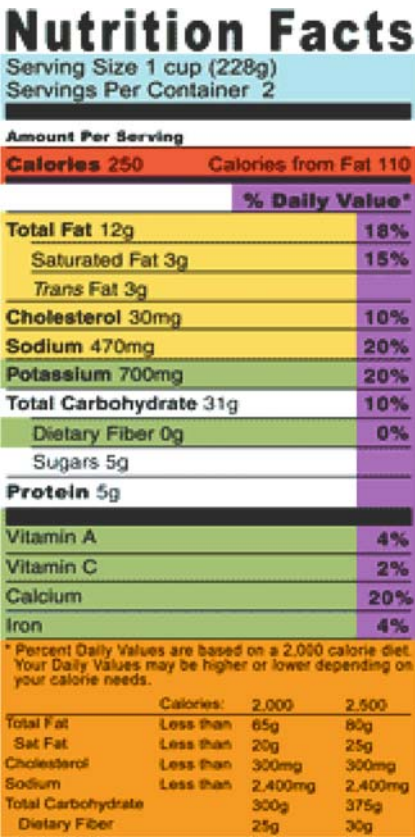 Nutrition Facts
Serving Size 1 cup (228g)
Servings Per Container 2
Amount Per Serving
Calories 250 Calories from Fat 110
% Daily Value*
Total Fat 12g 18%
Saturated Fat 3g 15%
Trans Fat 3g
Cholesterol 30mg 10%
Sodium 470mg 20%
Potassium 700mg 20%
Total Carbohydrate 31g 10%
Dietary Fiber 0g 0%
Sugars 5g
Protein 5g
Vitamin A 4%
Vitamin C 2%
Calcium 20%
Iron 4%
* Percent Daily Values are based on a 2,000 calorie diet.
Your Daily Values may be higher or lower depending on
your calorie needs.
Calories: 2,000 2,500
Total Fat Less than 65g 80g
Sat Fat Less than 20g 25g
Cholesterol Less than 300mg 300mg
Sodium Less than 2,400mg 2,400mg
Total Carbohydrate 300g 375g
Dietary Fiber 25g 30g